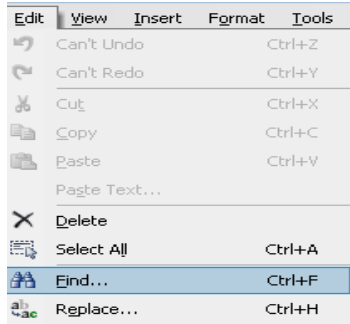 Edit View Insert Format Tools
Can't Undo Ctrl+Z
Can't Redo Ctrl+Y
Cut Ctrl+X
Copy Ctrl+C
Paste Ctrl+V
Paste Text...
Delete
Select All Ctrl+A
Find... Ctrl+F
Replace... Ctrl+H